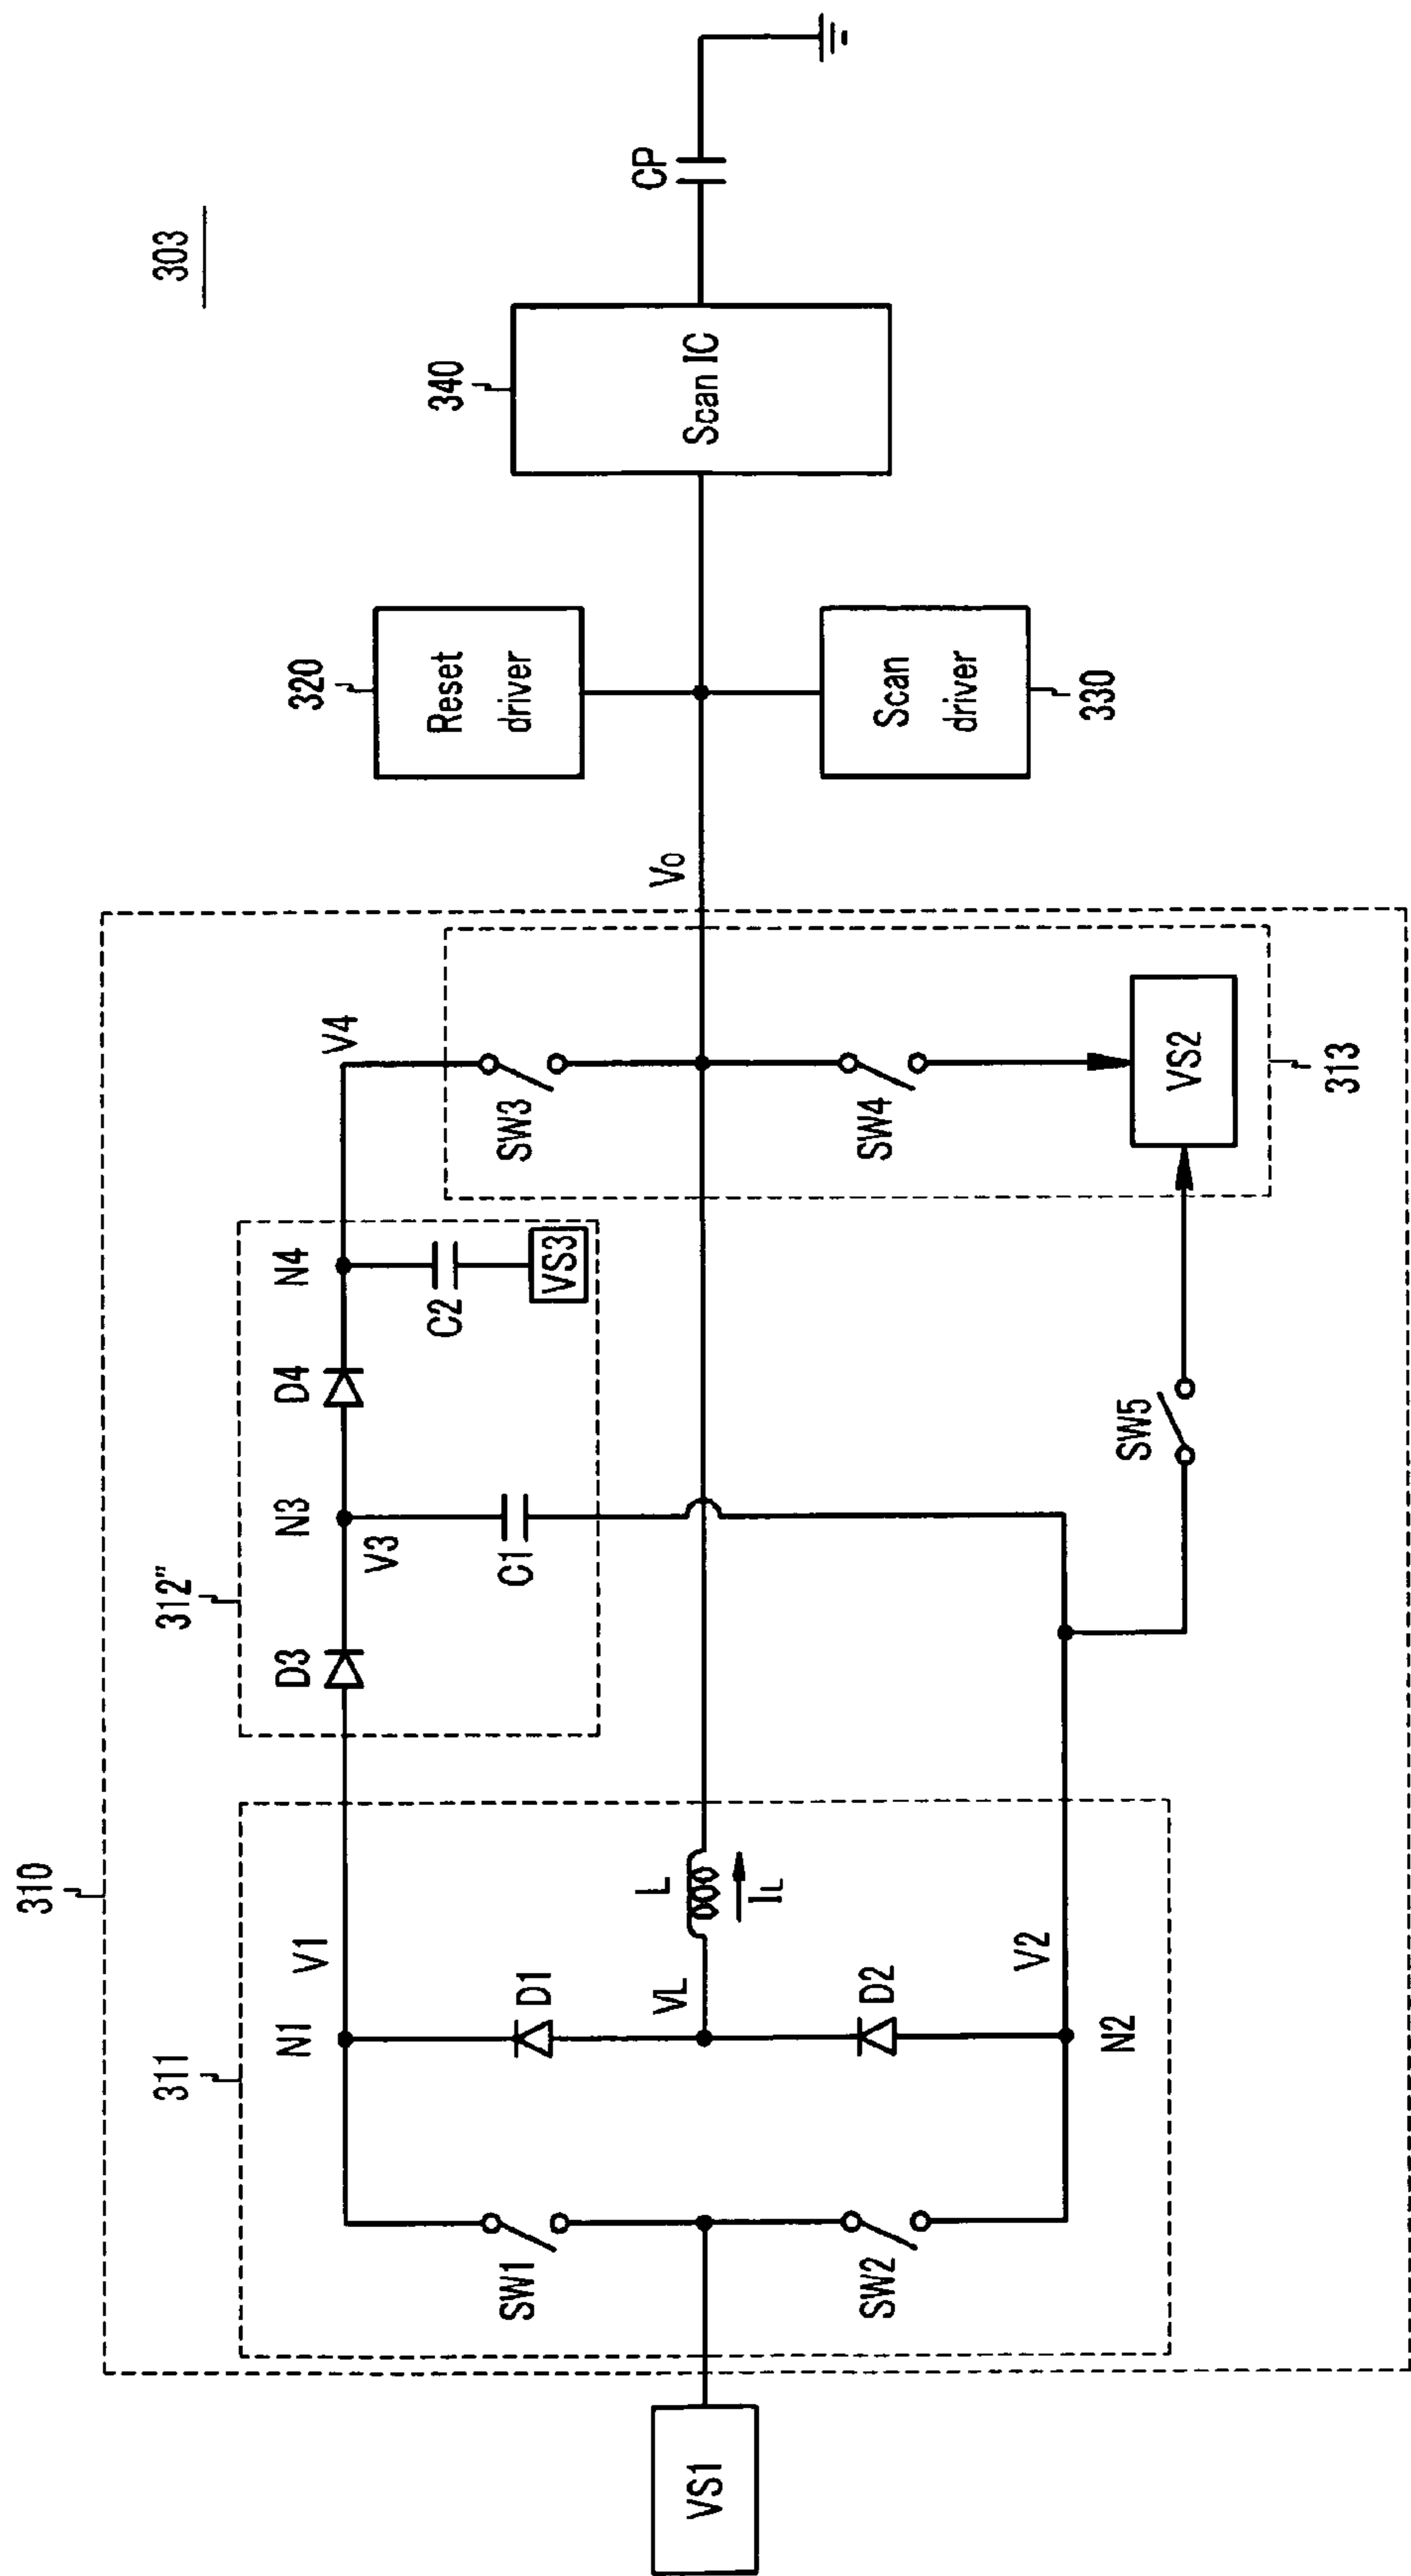 303
310
311
312"
N1
V1
D3
N3
V3
D4
N4
V4
C1
C2
VS3
SW1
D1
SW3
320
Reset
driver
340
Scan IC
CP
VS1
VL
L
IL
Vo
SW2
D2
SW4
Scan
driver
330
N2
V2
SW5
VS2
313